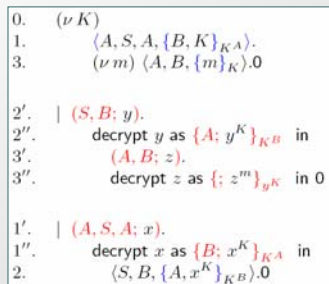 0. (ν K)
1. ⟨A, S, A, {B, K}_{K^A}⟩.
3. (ν m) ⟨A, B, {m}_K⟩.0
2′. | (S, B; y).
2″. decrypt y as {A; y^K}_{K^B} in
3′. (A, B; z).
3″. decrypt z as {; z^m}_{y^K} in 0
1′. | (A, S, A; x).
1″. decrypt x as {B; x^K}_{K^A} in
2. ⟨S, B, {A, x^K}_{K^B}⟩.0